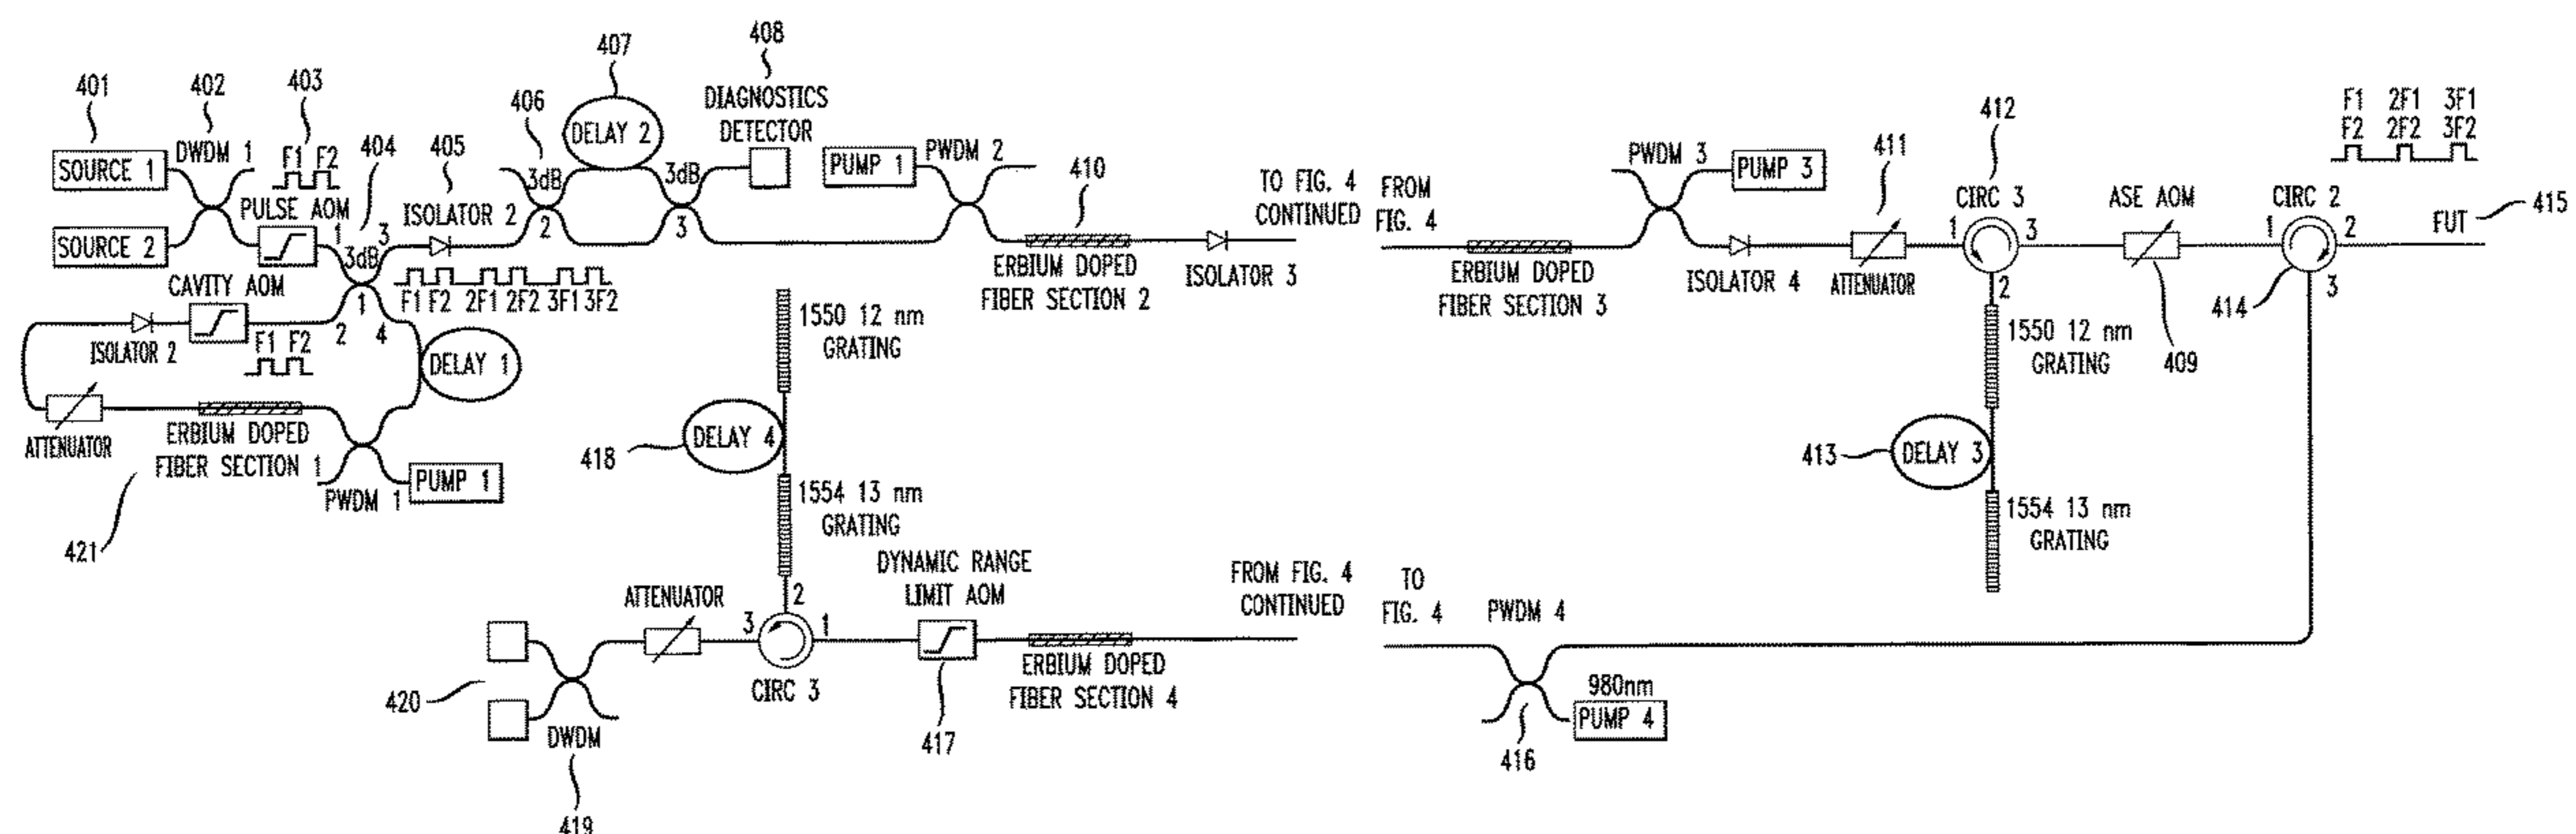 401
402
403
404
405
406
407
408
DIAGNOSTICS
DETECTOR
SOURCE 1
DWDM 1
F1 F2
SOURCE 2
PULSE AOM
1
3dB
3
ISOLATOR 2
3dB
2
DELAY 2
3dB
3
PUMP 1
PWDM 2
410
ERBIUM DOPED
FIBER SECTION 2
ISOLATOR 3
TO FIG. 4
CONTINUED
CAVITY AOM
1
2
4
F1 F2 2F1 2F2 3F1 3F2
ISOLATOR 2
F1 F2
DELAY 1
ATTENUATOR
ERBIUM DOPED
FIBER SECTION 1
PWDM 1
PUMP 1
421
1550 12 nm
GRATING
DELAY 4
418
1554 13 nm
GRATING
2
3
1
CIRC 3
ATTENUATOR
DYNAMIC RANGE
LIMIT AOM
417
ERBIUM DOPED
FIBER SECTION 4
FROM FIG. 4
CONTINUED
420
DWDM
419
FROM
FIG. 4
ERBIUM DOPED
FIBER SECTION 3
PWDM 3
PUMP 3
ISOLATOR 4
411
ATTENUATOR
412
CIRC 3
1
3
2
ASE AOM
409
CIRC 2
1
2
3
414
F1 2F1 3F1
F2 2F2 3F2
FUT
415
1550 12 nm
GRATING
DELAY 3
413
1554 13 nm
GRATING
TO
FIG. 4
PWDM 4
980nm
PUMP 4
416